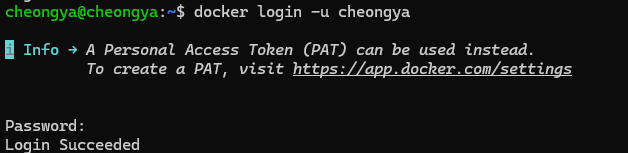 cheongya@cheongya:~$ docker login -u cheongya
i Info → A Personal Access Token (PAT) can be used instead.
To create a PAT, visit https://app.docker.com/settings
Password:
Login Succeeded